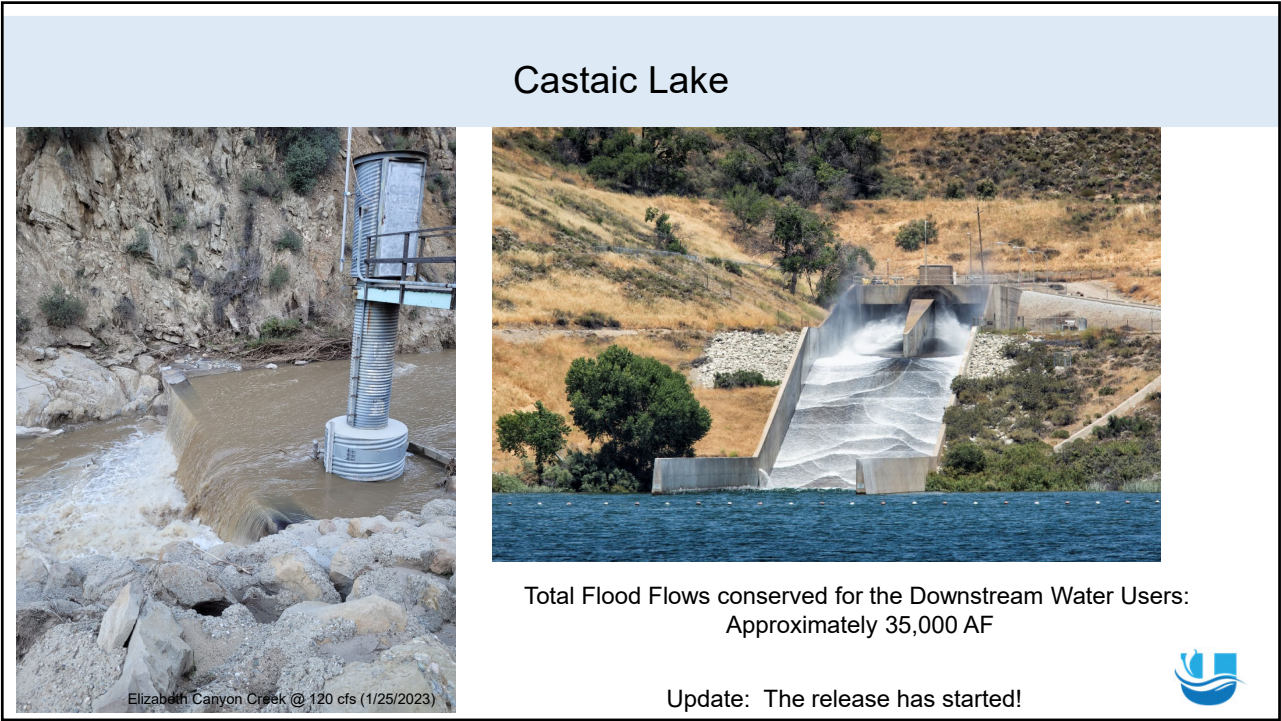 Castaic Lake
Elizabeth Canyon Creek @ 120 cfs (1/25/2023)
Total Flood Flows conserved for the Downstream Water Users:
Approximately 35,000 AF
Update:  The release has started!